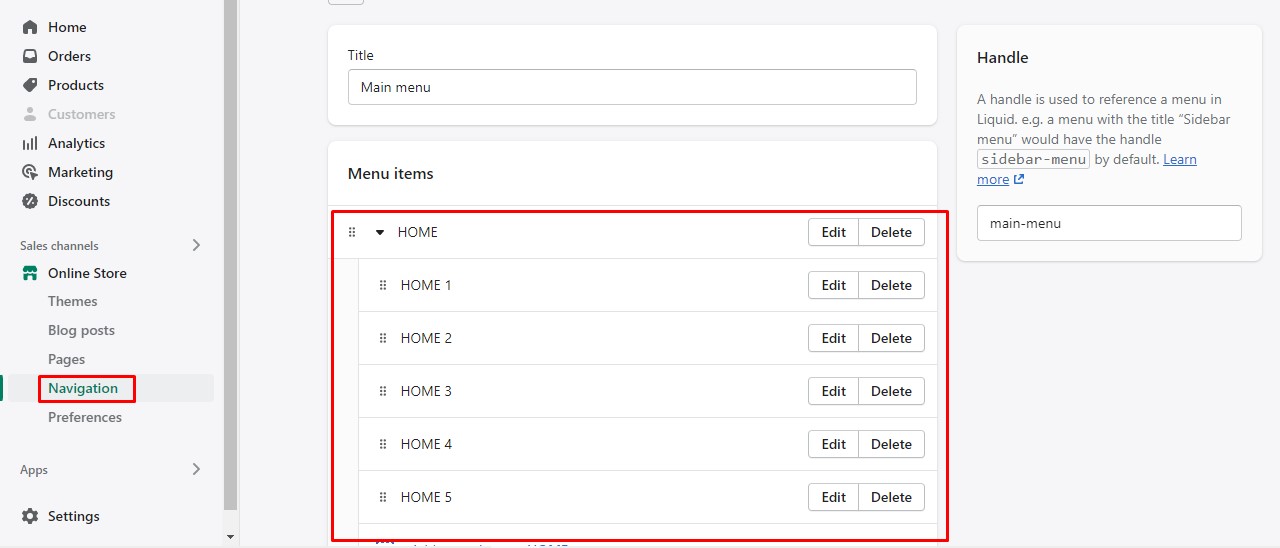 Home
Orders
Products
Customers
Analytics
Marketing
Discounts
Sales channels
Online Store
Themes
Blog posts
Pages
Navigation
Preferences
Apps
Settings
Title
Main menu
Menu items
HOME Edit Delete
HOME 1 Edit Delete
HOME 2 Edit Delete
HOME 3 Edit Delete
HOME 4 Edit Delete
HOME 5 Edit Delete
Handle
A handle is used to reference a menu in
Liquid. e.g. a menu with the title “Sidebar
menu” would have the handle
sidebar-menu by default. Learn
more
main-menu